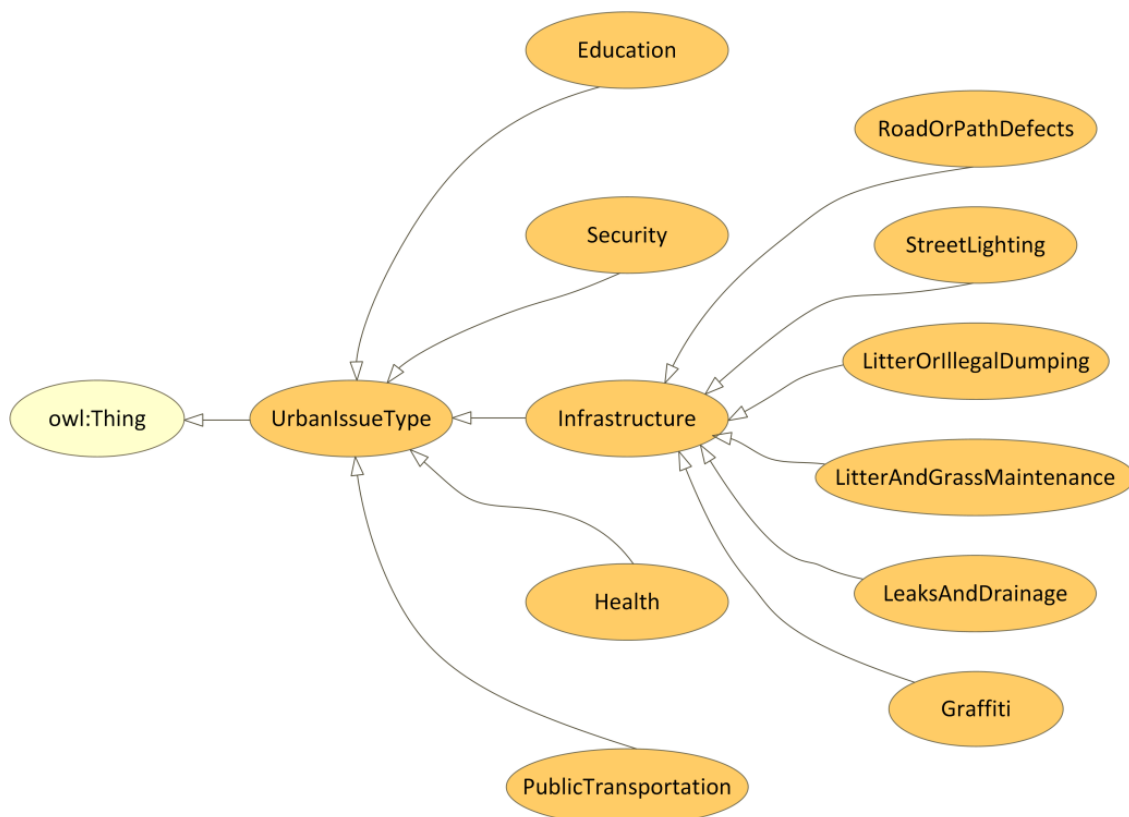 Education
RoadOrPathDefects
Security
StreetLighting
LitterOrIllegalDumping
owl:Thing
UrbanIssueType
Infrastructure
LitterAndGrassMaintenance
Health
LeaksAndDrainage
Graffiti
PublicTransportation